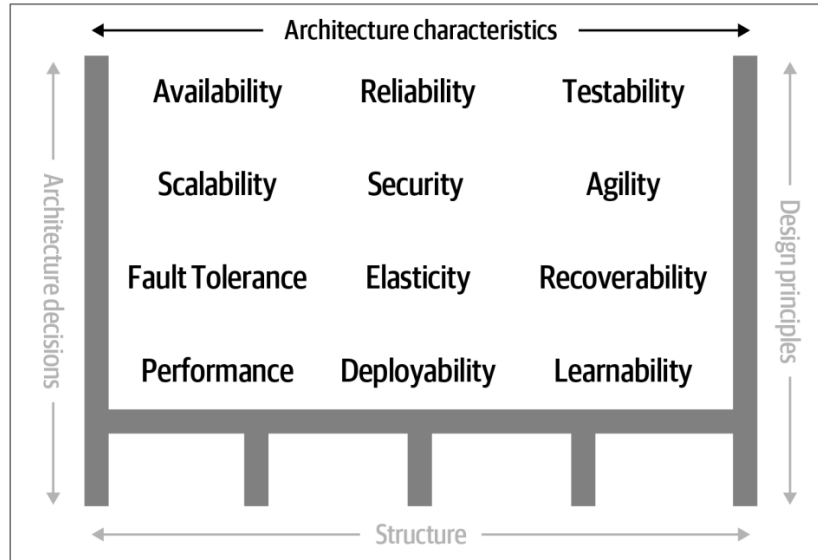 Architecture characteristics
Availability Reliability Testability
Scalability Security Agility
Fault Tolerance Elasticity Recoverability
Performance Deployability Learnability
Architecture decisions
Design principles
Structure